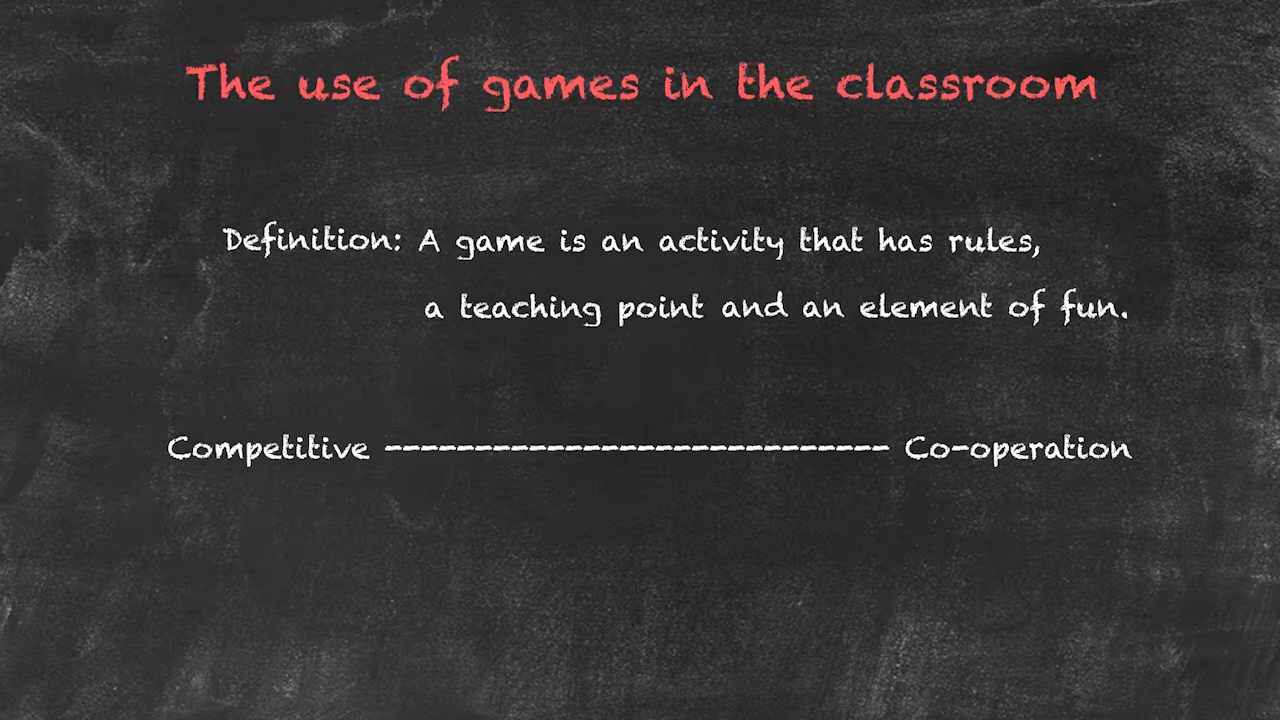 The use of games in the classroom
Definition: A game is an activity that has rules,
a teaching point and an element of fun.
Competitive ---------------------------- Co-operation